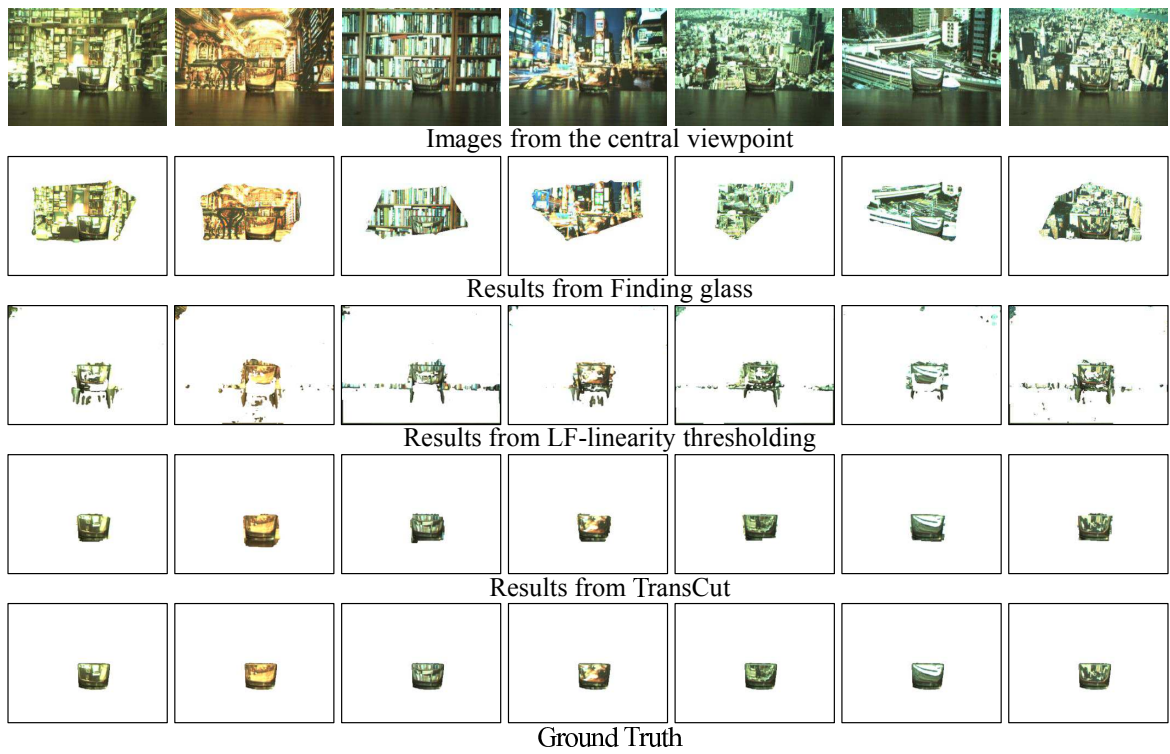 Images from the central viewpoint
Results from Finding glass
Results from LF-linearity thresholding
Results from TransCut
Ground Truth